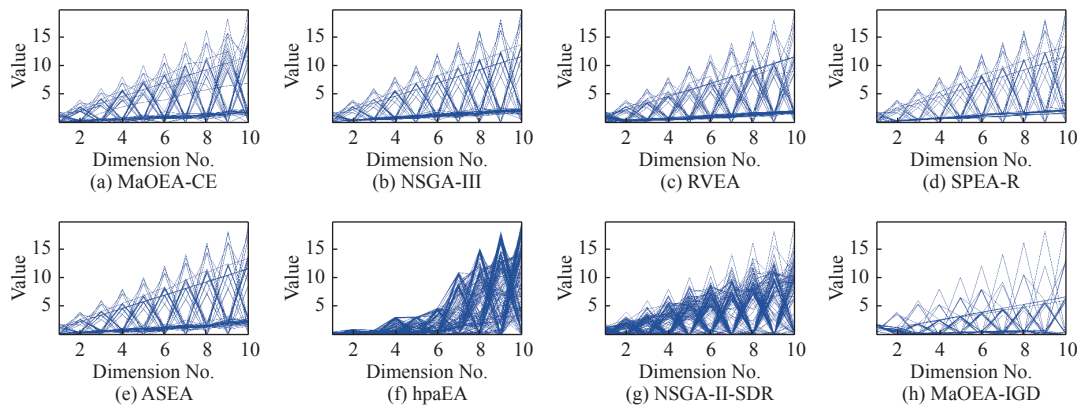 15
10
5
Value
2 4 6 8 10
Dimension No.
(a) MaOEA-CE
15
10
5
Value
2 4 6 8 10
Dimension No.
(b) NSGA-III
15
10
5
Value
2 4 6 8 10
Dimension No.
(c) RVEA
15
10
5
Value
2 4 6 8 10
Dimension No.
(d) SPEA-R
15
10
5
Value
2 4 6 8 10
Dimension No.
(e) ASEA
15
10
5
Value
2 4 6 8 10
Dimension No.
(f) hpaEA
15
10
5
Value
2 4 6 8 10
Dimension No.
(g) NSGA-II-SDR
15
10
5
Value
2 4 6 8 10
Dimension No.
(h) MaOEA-IGD